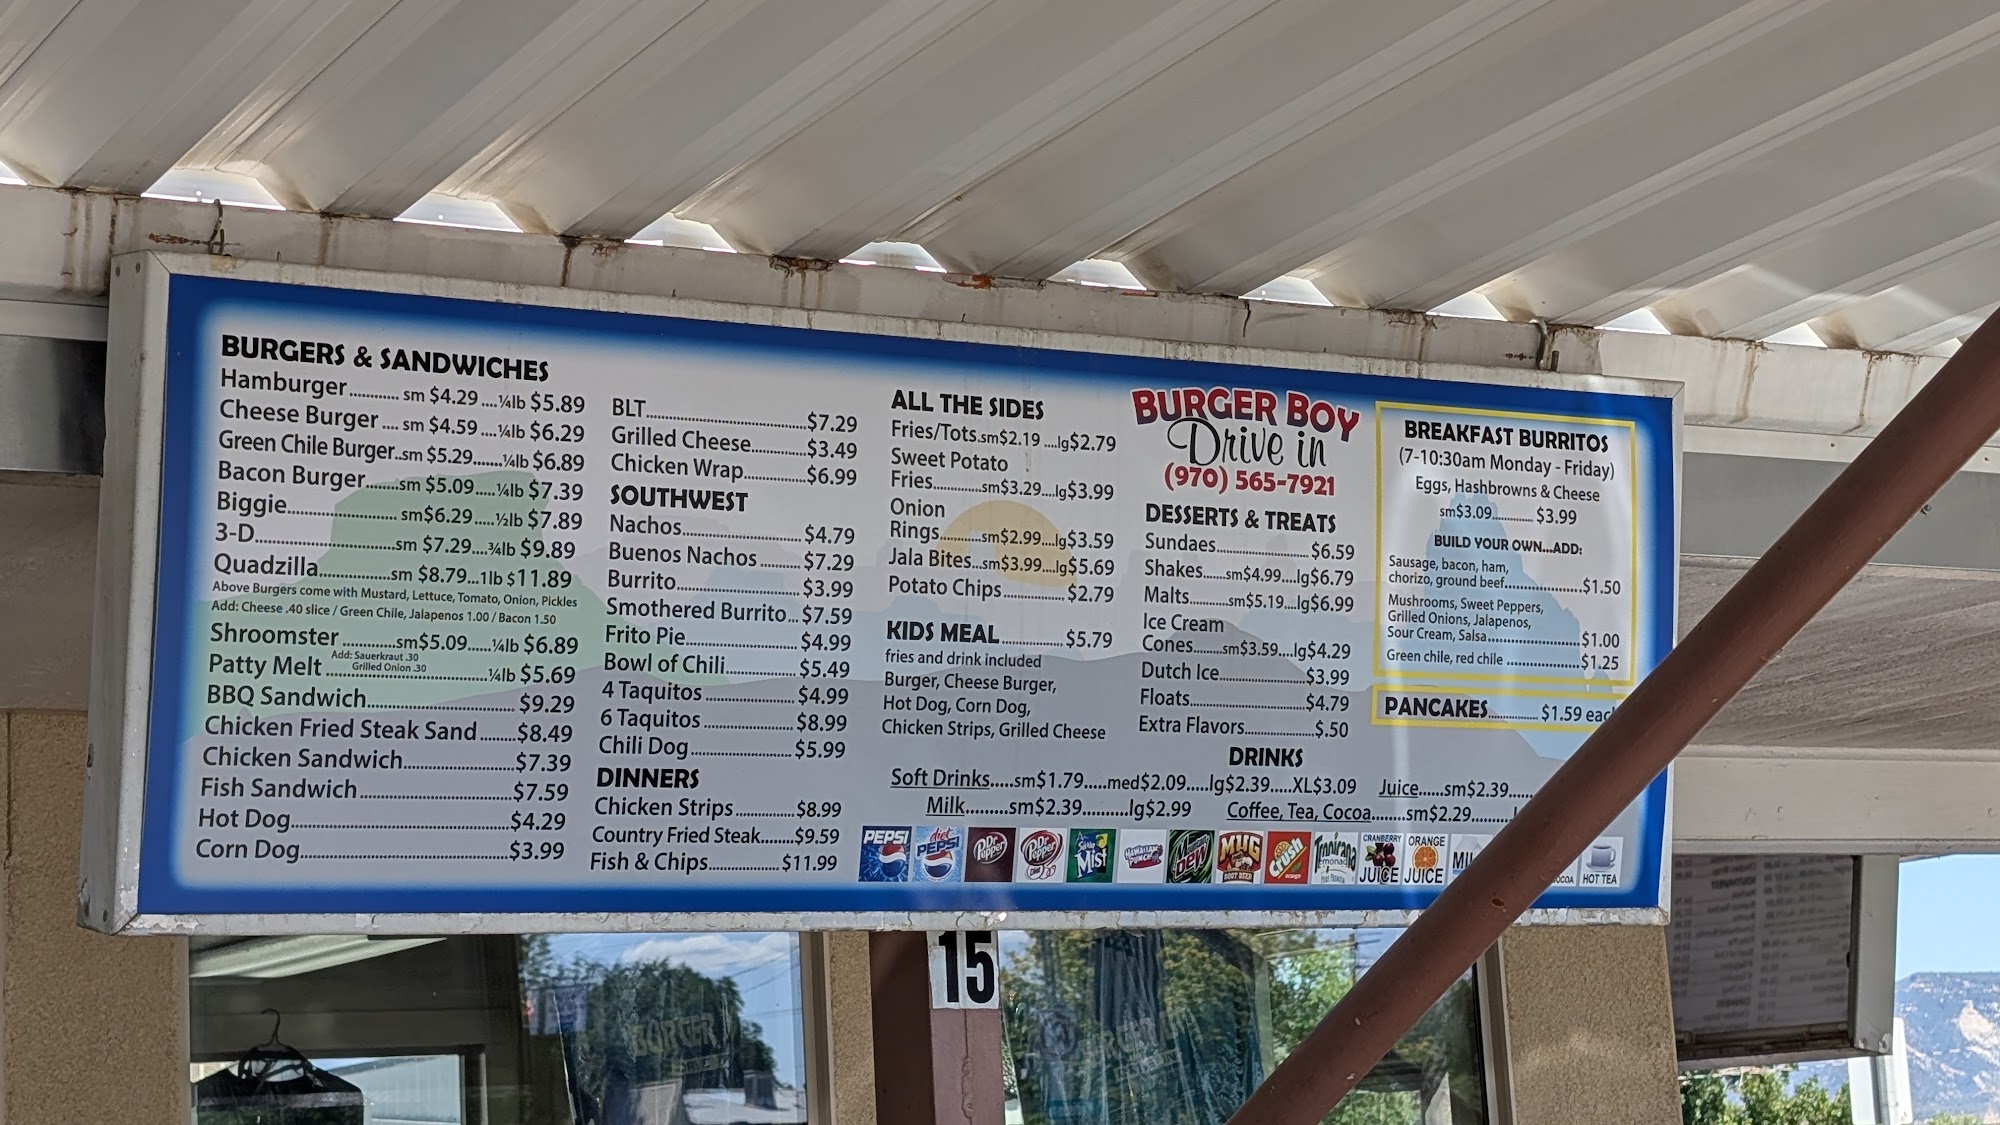 BURGERS & SANDWICHES
Hamburger............ sm $4.29 ....¼lb $5.89
Cheese Burger .... sm $4.59 ....¼lb $6.29
Green Chile Burger..sm $5.29.......¼lb $6.89
Bacon Burger.......sm $5.09.....¼lb $7.39
Biggie....................... sm$6.29.....½lb $7.89
3-D.............................sm $7.29....¾lb $9.89
Quadzilla...............sm $8.79...1lb $11.89
Above Burgers come with Mustard, Lettuce, Tomato, Onion, Pickles
Add: Cheese .40 slice / Green Chile, Jalapenos 1.00 / Bacon 1.50
Shroomster ...........sm$5.09......¼lb $6.89
Patty Melt ..................................¼lb $5.69
Add: Sauerkraut .30
Grilled Onion .30
BBQ Sandwich............................... $9.29
Chicken Fried Steak Sand ........$8.49
Chicken Sandwich.......................$7.39
Fish Sandwich................................$7.59
Hot Dog..............................................$4.29
Corn Dog...........................................$3.99
BLT.....................................$7.29
Grilled Cheese...................$3.49
Chicken Wrap....................$6.99
SOUTHWEST
Nachos........................... $4.79
Buenos Nachos ......... $7.29
Burrito........................... $3.99
Smothered Burrito... $7.59
Frito Pie......................... $4.99
Bowl of Chili................ $5.49
4 Taquitos .................... $4.99
6 Taquitos .................... $8.99
Chili Dog...................... $5.99
DINNERS
Chicken Strips .............$8.99
Country Fried Steak........$9.59
Fish & Chips.................. $11.99
ALL THE SIDES
Fries/Tots.sm$2.19 ....lg$2.79
Sweet Potato
Fries...........sm$3.29....lg$3.99
Onion
Rings..........sm$2.99....lg$3.59
Jala Bites...sm$3.99...lg$5.69
Potato Chips............... $2.79
KIDS MEAL............... $5.79
fries and drink included
Burger, Cheese Burger,
Hot Dog, Corn Dog,
Chicken Strips, Grilled Cheese
BURGER BOY
Drive in
(970) 565-7921
DESSERTS & TREATS
Sundaes....................... $6.59
Shakes......sm$4.99....lg$6.79
Malts..........sm$5.19...lg$6.99
Ice Cream
Cones.......sm$3.59....lg$4.29
Dutch Ice.....................$3.99
Floats............................$4.79
Extra Flavors.................$.50
BREAKFAST BURRITOS
(7-10:30am Monday - Friday)
Eggs, Hashbrowns & Cheese
sm$3.09............. $3.99
BUILD YOUR OWN...ADD:
Sausage, bacon, ham,
chorizo, ground beef...................$1.50
Mushrooms, Sweet Peppers,
Grilled Onions, Jalapenos,
Sour Cream, Salsa.......................$1.00
Green chile, red chile ..................$1.25
PANCAKES............. $1.59 each
DRINKS
Soft Drinks.....sm$1.79.....med$2.09.....lg$2.39.....XL$3.09 Juice......sm$2.39.....
Milk..........sm$2.39...........lg$2.99 Coffee, Tea, Cocoa........sm$2.29........
PEPSI
diet PEPSI
Dr Pepper
Diet Dr Pepper
Sierra Mist
HAWAIIAN PUNCH
Mountain Dew
MUG ROOT BEER
Crush
Tropicana lemonade
CRANBERRY JUICE
ORANGE JUICE
HOT TEA
15